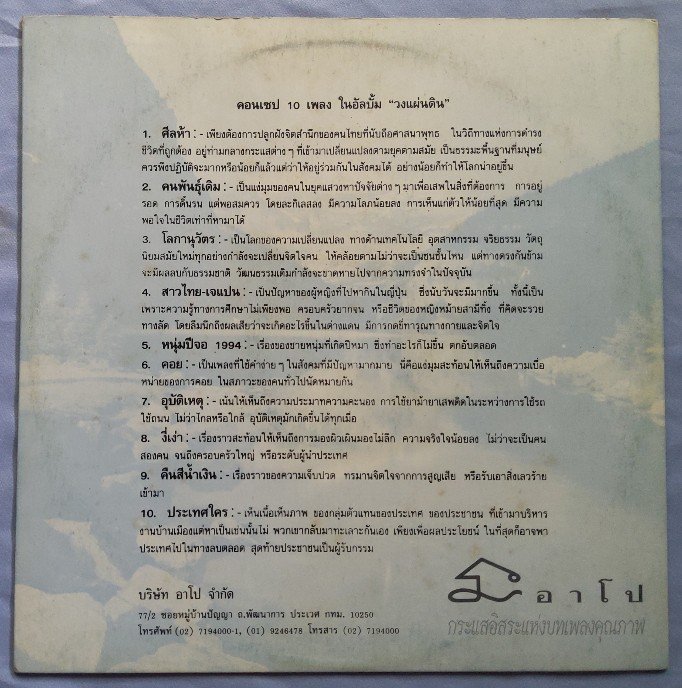 คอนเซป 10 เพลง ในอัลบั้ม "วงแผ่นดิน"
1. ศีลห้า :- เพียงต้องการปลูกฝังจิตสำนึกของคนไทยที่นับถือศาสนาพุทธ ในวิถีทางแห่งการดำรง
ชีวิตที่ถูกต้อง อยู่ท่ามกลางกระแสต่างๆ ที่เข้ามาเปลี่ยนแปลงตามยุคตามสมัย เป็นธรรมะพื้นฐานที่มนุษย์
ควรพึงปฏิบัติจะมากหรือน้อยก็แล้วแต่ว่าให้อยู่ร่วมกันในสังคมได้ อย่างน้อยก็ทำให้โลกน่าอยู่ขึ้น
2. คนพันธุ์เดิม :- เป็นแง่มุมของคนในยุคแสวงหาปัจจัยต่างๆ มาเพื่อเสพในสิ่งที่ต้องการ การอยู่
รอด การดิ้นรน แต่พอสมควร โดยละกิเลสลง มีความโลภน้อยลง การเห็นแก่ตัวให้น้อยที่สุด มีความ
พอใจในชีวิตเท่าที่หามาได้
3. โลกานุวัตร :- เป็นโลกของความเปลี่ยนแปลง ทางด้านเทคโนโลยี อุตสาหกรรม จริยธรรม วัตถุ
นิยมสมัยใหม่ทุกอย่างกำลังจะเปลี่ยนจิตใจคน ให้คล้อยตามไม่ว่าจะเป็นชนชั้นไหน แต่ทางตรงกันข้าม
จะมีผลลบกับธรรมชาติ วัฒนธรรมเดิมกำลังจะขาดหายไปจากความทรงจำในปัจจุบัน
4. สาวไทย-เจแปน :- เป็นปัญหาของผู้หญิงที่ไปหากินในญี่ปุ่น ซึ่งนับวันจะมีมากขึ้น ทั้งนี้เป็น
เพราะความรู้ทางการศึกษาไม่เพียงพอ ครอบครัวยากจน หรือชีวิตของหญิงหม้ายสามีทิ้ง ที่คิดจะรวย
ทางลัด โดยลืมนึกถึงผลเสียว่าจะเกิดอะไรขึ้นในต่างแดน มีการกดขี่ทารุณทางกายและจิตใจ
5. หนุ่มปีจอ 1994 :- เรื่องของชายหนุ่มที่เกิดปีหมา ซึ่งทำอะไรก็ไม่ขึ้น ตกอับตลอด
6. คอย :- เป็นเพลงที่ใช้คำง่ายๆ ในสังคมที่มีปัญหามากมาย นี่คือแง่มุมสะท้อนให้เห็นถึงความเบื่อ
หน่ายของการคอย ในสภาวะของคนทั่วไปนัดหมายกัน
7. อุบัติเหตุ :- เน้นให้เห็นถึงความประมาทความคะนอง การใช้ยาม้ายาเสพติดในระหว่างการใช้รถ
ใช้ถนน ไม่ว่าไกลหรือใกล้ อุบัติเหตุมักเกิดขึ้นได้ทุกเมื่อ
8. งี่เง่า :- เรื่องราวสะท้อนให้เห็นถึงการมองผิวเผินมองไม่ลึก ความจริงใจน้อยลง ไม่ว่าจะเป็นคน
สองคน จนถึงครอบครัวใหญ่ หรือระดับผู้นำประเทศ
9. คืนสีน้ำเงิน :- เรื่องราวของความเจ็บปวด ทรมานจิตใจจากการสูญเสีย หรือรับเอาสิ่งเลวร้าย
เข้ามา
10. ประเทศใคร :- เห็นเนื้อเห็นภาพ ของกลุ่มตัวแทนของประเทศ ของประชาชน ที่เข้ามาบริหาร
งานบ้านเมืองแต่หาเป็นเช่นนั้นไม่ พวกเขากลับมาทะเลาะกันเอง เพียงเพื่อผลประโยชน์ ในที่สุดก็อาจพา
ประเทศไปในทางลบตลอด สุดท้ายประชาชนเป็นผู้รับกรรม
บริษัท อาโป จำกัด
77/2 ซอยหมู่บ้านปัญญา ถ.พัฒนาการ ประเวศ กทม. 10250
โทรศัพท์ (02) 7194000-1, (01) 9246478 โทรสาร (02) 7194000
อาโป
กระแสอิสระแห่งบทเพลงคุณภาพ